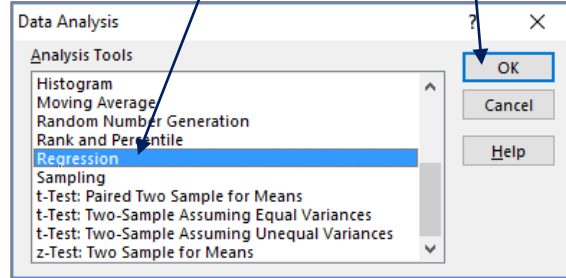 Data Analysis ? ×
Analysis Tools
Histogram
Moving Average
Random Number Generation
Rank and Percentile
Regression
Sampling
t-Test: Paired Two Sample for Means
t-Test: Two-Sample Assuming Equal Variances
t-Test: Two-Sample Assuming Unequal Variances
z-Test: Two Sample for Means
OK
Cancel
Help